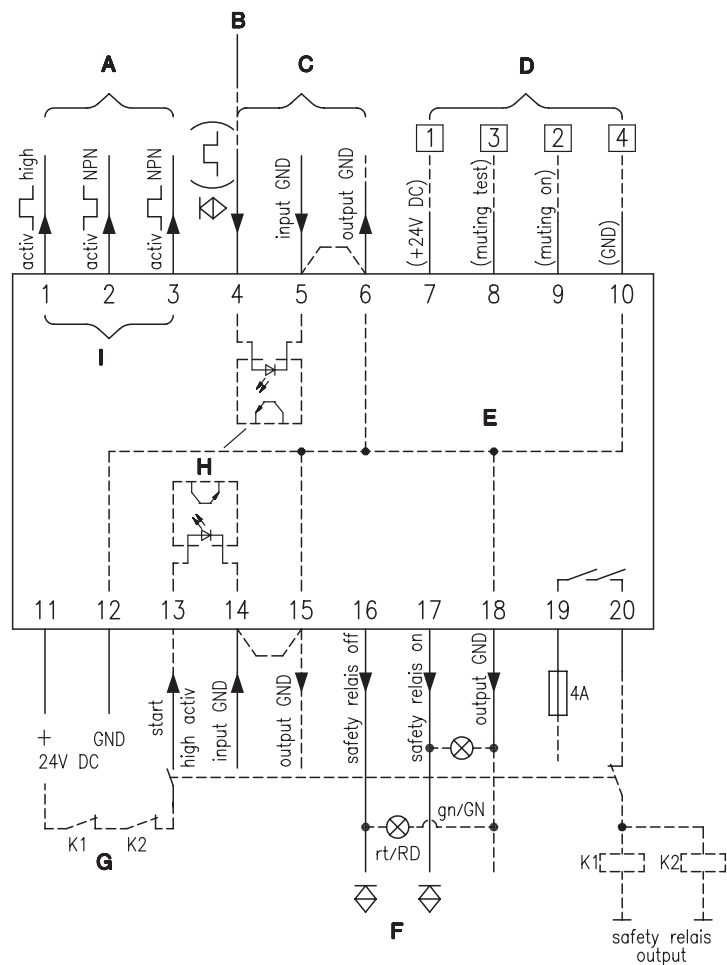 B
A
C
D
1
3
2
4
activ high
activ NPN
activ NPN
input GND
output GND
(+24V DC)
(muting test)
(muting on)
(GND)
1 2 3 4 5 6 7 8 9 10
I
E
H
11 12 13 14 15 16 17 18 19 20
+
24V DC
GND
start
high activ
input GND
output GND
safety relais off
safety relais on
output GND
4A
gn/GN
rt/RD
K1
K2
G
F
K1
K2
safety relais
output